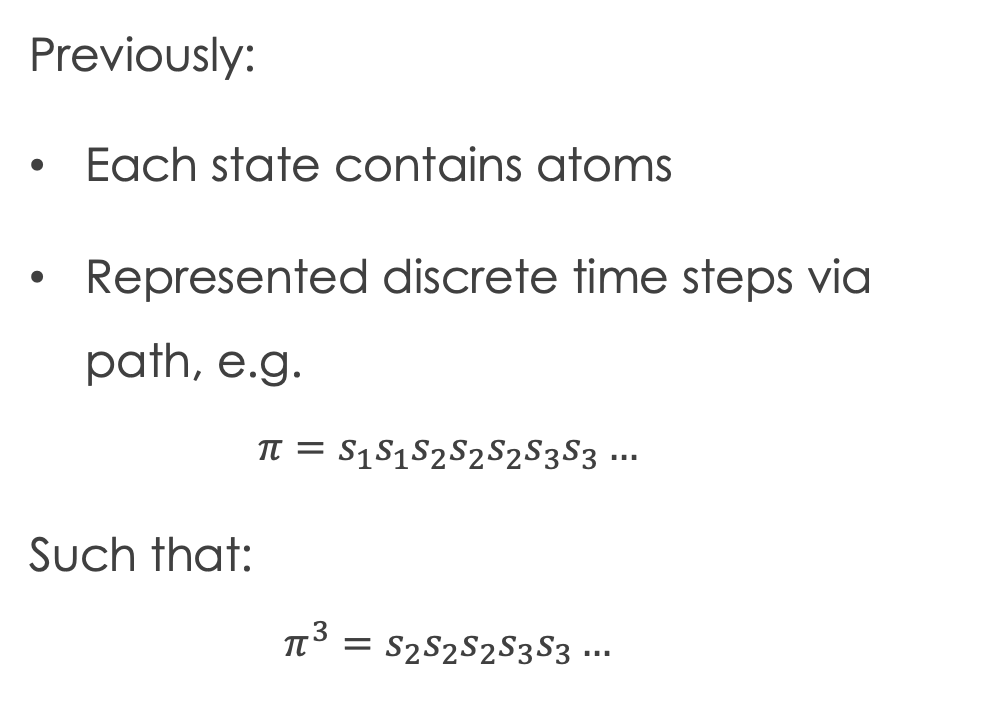 Previously:
• Each state contains atoms
• Represented discrete time steps via
path, e.g.
𝜋 = 𝑠₁𝑠₁𝑠₂𝑠₂𝑠₂𝑠₃𝑠₃ …
Such that:
𝜋³ = 𝑠₂𝑠₂𝑠₂𝑠₃𝑠₃ …